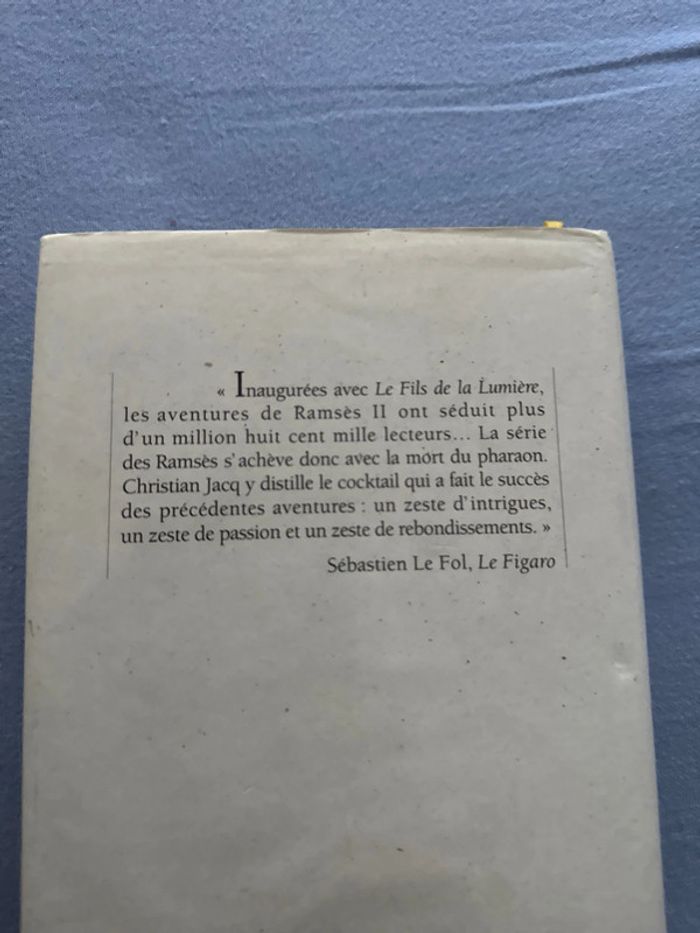 « Inaugurées avec Le Fils de la Lumière,
les aventures de Ramsès II ont séduit plus
d'un million huit cent mille lecteurs... La série
des Ramsès s'achève donc avec la mort du pharaon.
Christian Jacq y distille le cocktail qui a fait le succès
des précédentes aventures : un zeste d'intrigues,
un zeste de passion et un zeste de rebondissements. »
Sébastien Le Fol, Le Figaro